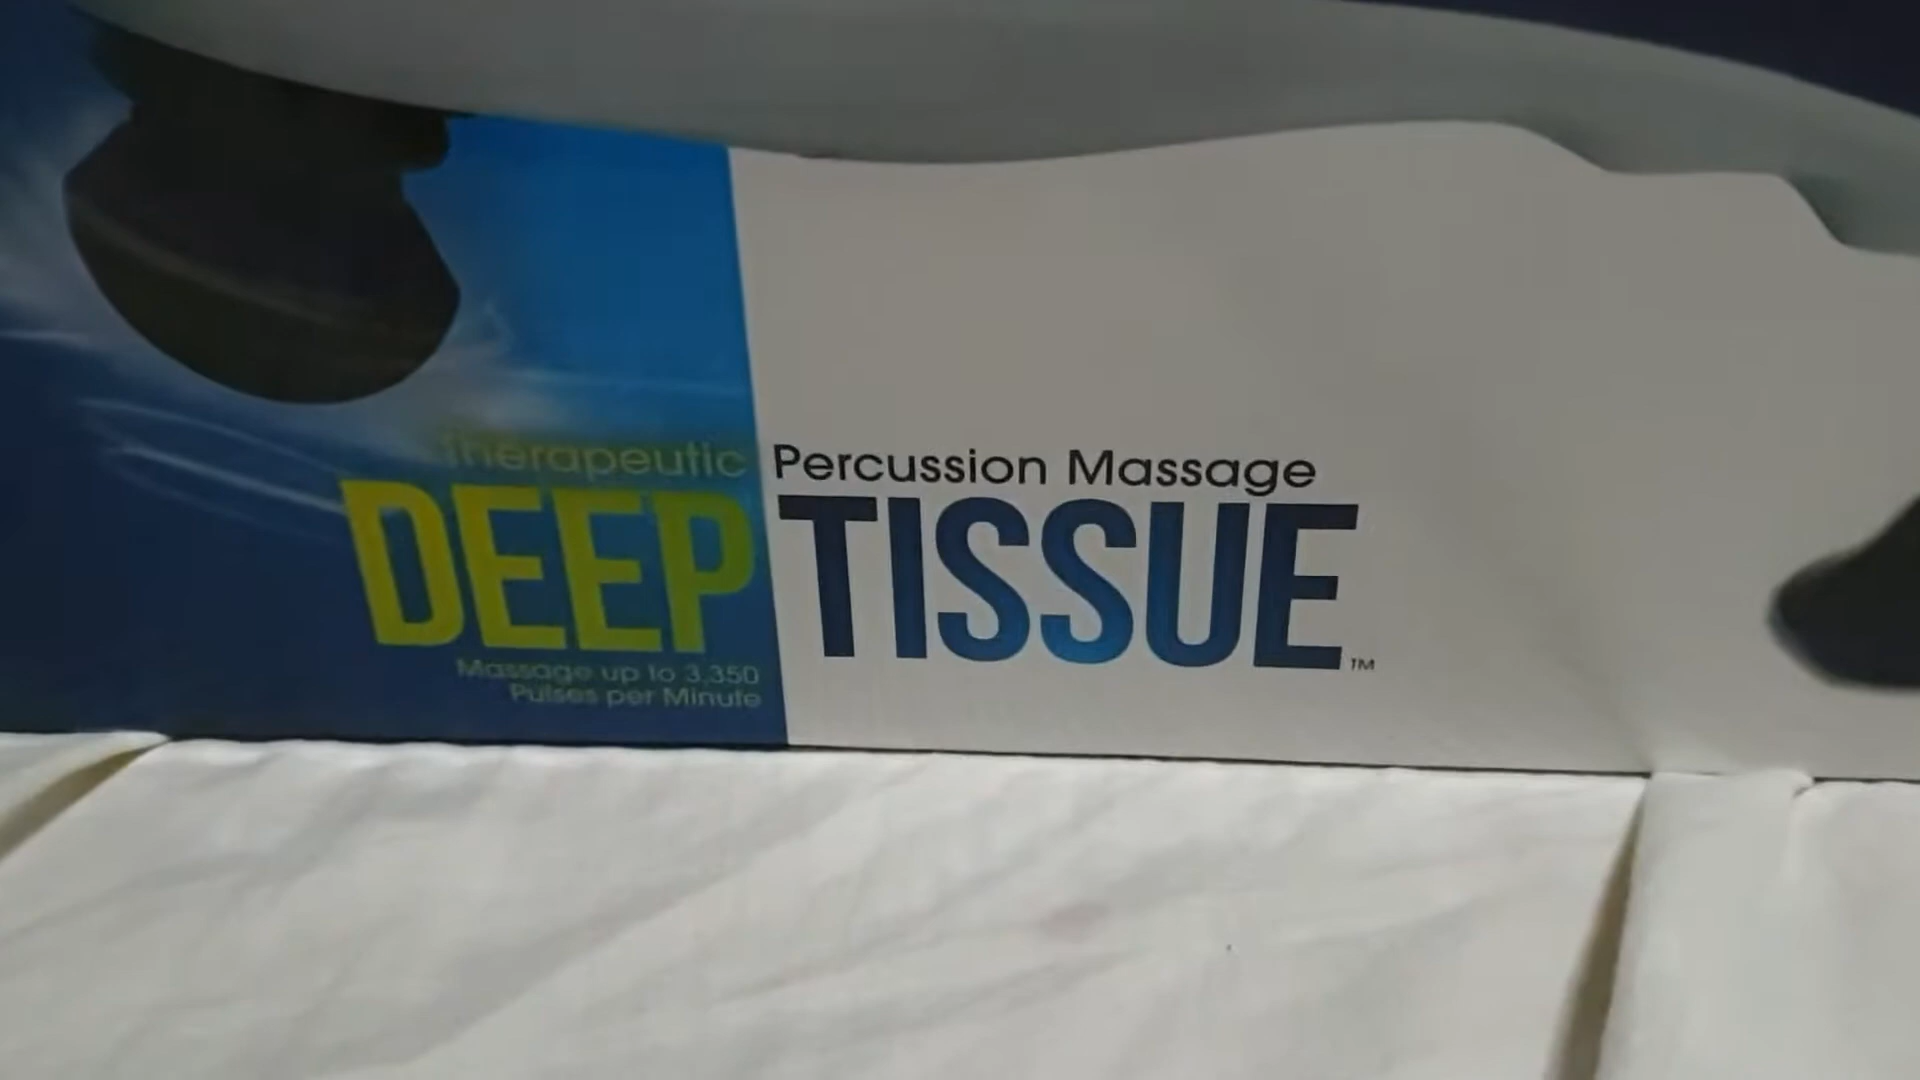 Therapeutic Percussion Massage
DEEP TISSUE™
Massage up to 3,350
Pulses per Minute